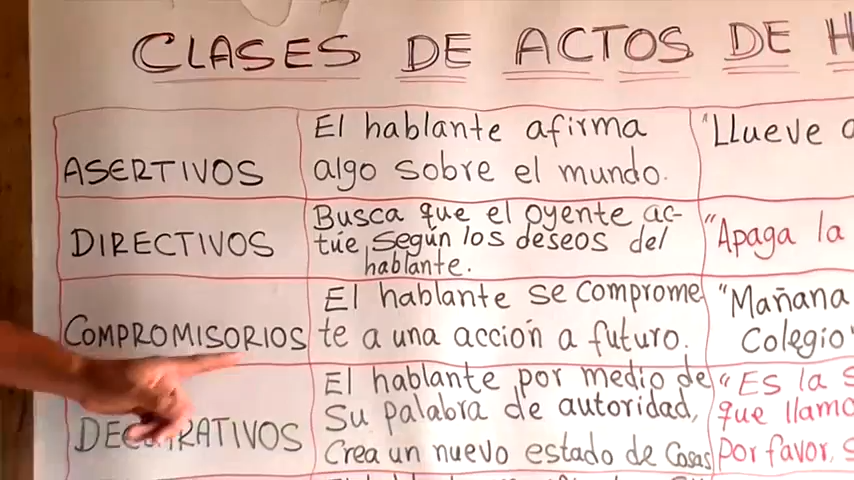 CLASES DE ACTOS DE H
ASERTIVOS
El hablante afirma
algo sobre el mundo.
"Llueve a
DIRECTIVOS
Busca que el oyente ac-
túe según los deseos del
hablante.
"Apaga la
COMPROMISORIOS
El hablante se comprome
te a una acción a futuro.
"Mañana
Colegio"
El hablante por medio de
su palabra de autoridad,
Crea un nuevo estado de Cosas
"Es la s
que llamo
Por favor, s